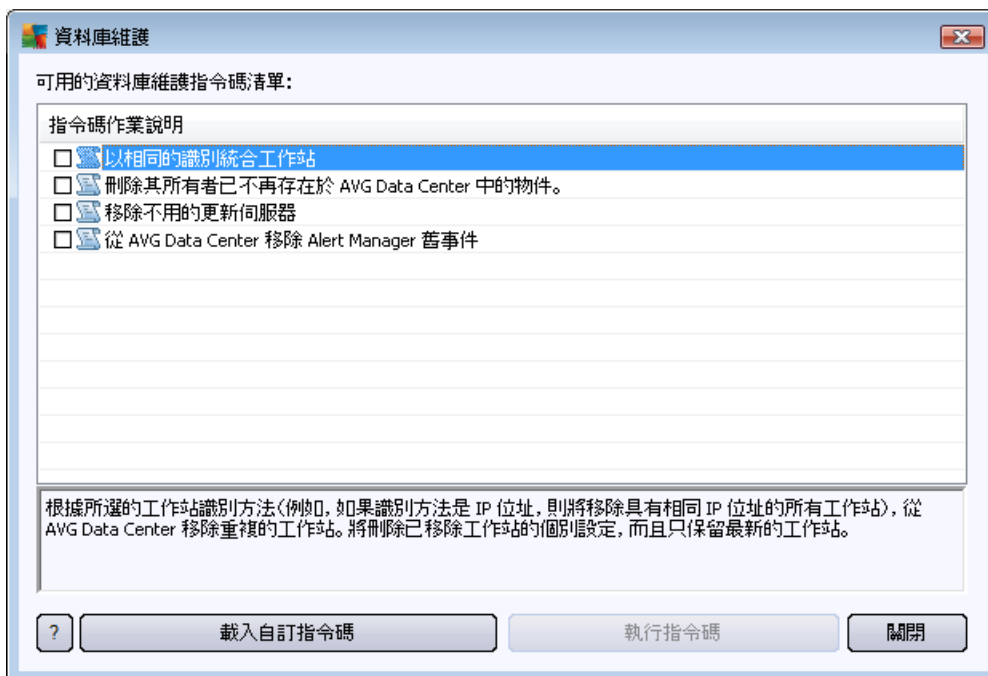 資料庫維護
可用的資料庫維護指令碼清單:
指令碼作業說明
以相同的識別統合工作站
刪除其所有者已不再存在於 AVG Data Center 中的物件。
移除不用的更新伺服器
從 AVG Data Center 移除 Alert Manager 舊事件
根據所選的工作站識別方法(例如, 如果識別方法是 IP 位址, 則將移除具有相同 IP 位址的所有工作站), 從
AVG Data Center 移除重複的工作站。將刪除已移除工作站的個別設定, 而且只保留最新的工作站。
?
載入自訂指令碼
執行指令碼
關閉